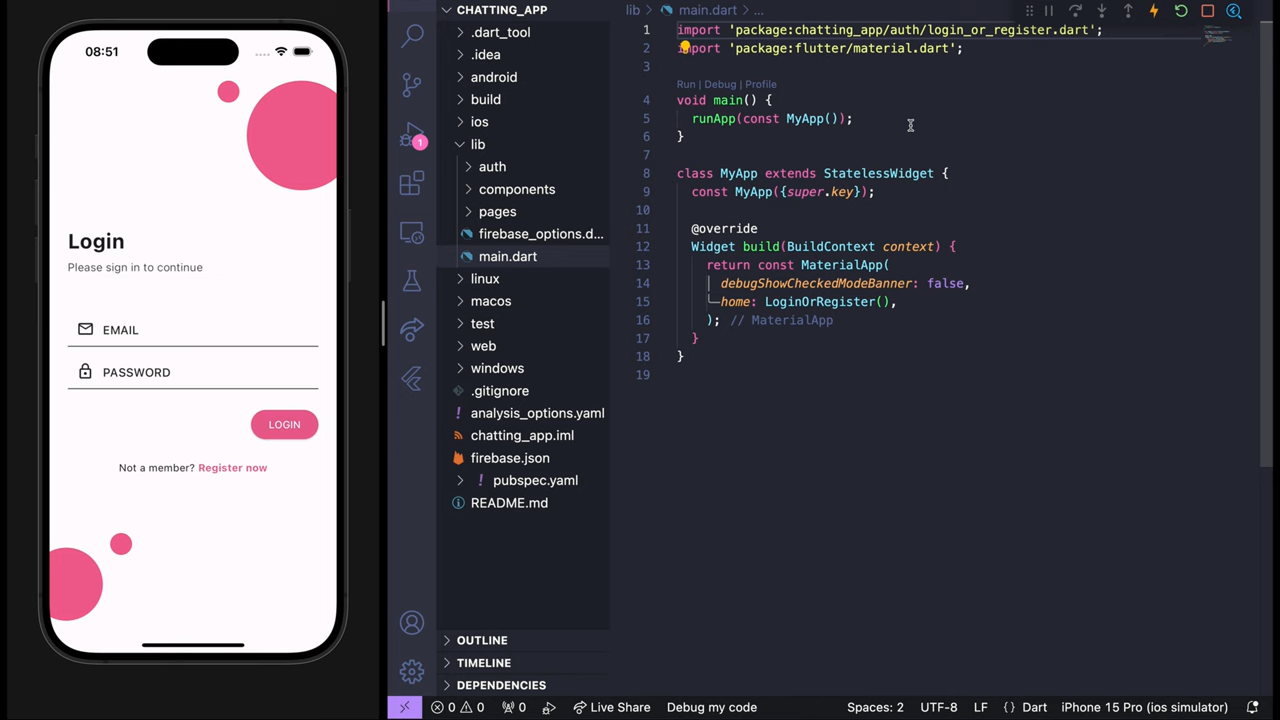 08:51
Login
Please sign in to continue
EMAIL
PASSWORD
LOGIN
Not a member? Register now
CHATTING_APP
.dart_tool
.idea
android
build
ios
lib
auth
components
pages
firebase_options.d...
main.dart
linux
macos
test
web
windows
.gitignore
analysis_options.yaml
chatting_app.iml
firebase.json
pubspec.yaml
README.md
OUTLINE
TIMELINE
DEPENDENCIES
1
lib > main.dart > ...
1 import 'package:chatting_app/auth/login_or_register.dart';
2 import 'package:flutter/material.dart';
3
Run | Debug | Profile
4 void main() {
5 runApp(const MyApp());
6 }
7
8 class MyApp extends StatelessWidget {
9 const MyApp({super.key});
10
11 @override
12 Widget build(BuildContext context) {
13 return const MaterialApp(
14 debugShowCheckedModeBanner: false,
15 home: LoginOrRegister(),
16 ); // MaterialApp
17 }
18 }
19
0 0 0 Live Share Debug my code Spaces: 2 UTF-8 LF { } Dart iPhone 15 Pro (ios simulator)